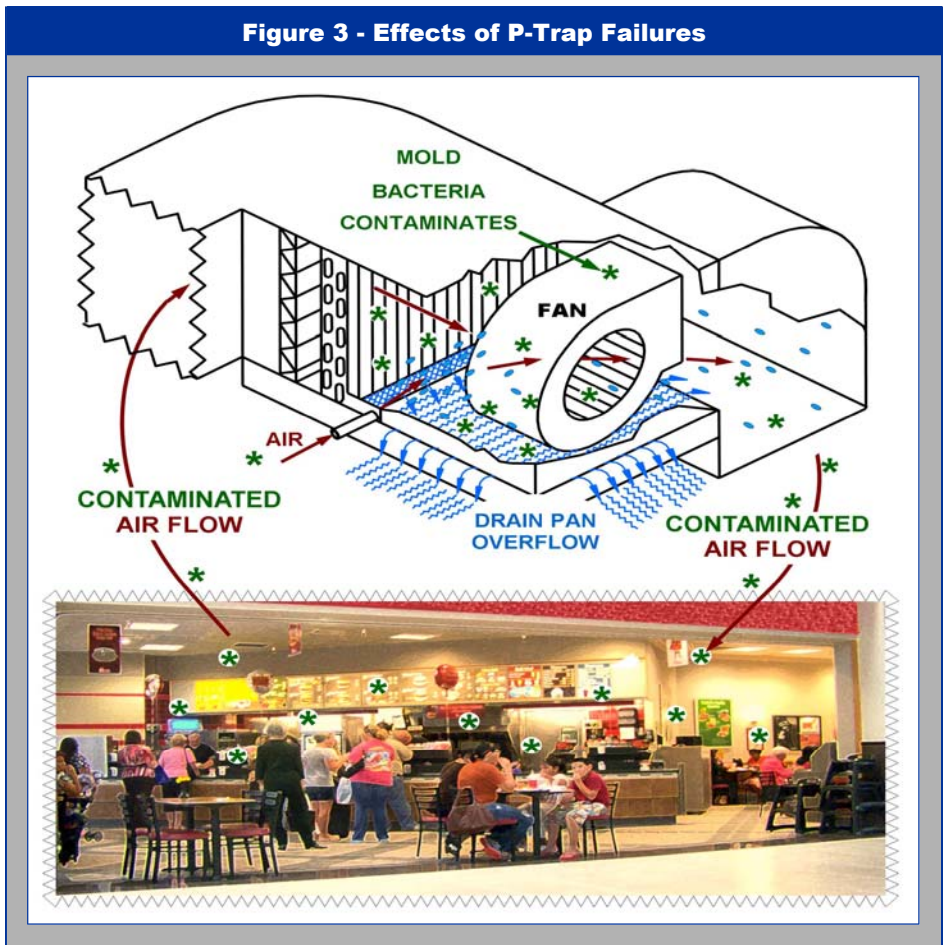 Figure 3 - Effects of P-Trap Failures
MOLD
BACTERIA
CONTAMINATES
FAN
AIR
CONTAMINATED
AIR FLOW
DRAIN PAN
OVERFLOW
CONTAMINATED
AIR FLOW